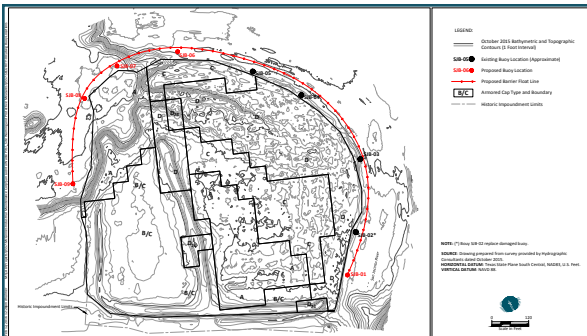 SJB-06
SJB-07
SJB-05
SJB-08
SJB-04
SJB-03
SJB-09
SJB-02*
SJB-01
A
D
D
D
C
D
C
A
B/C
B/C
B/C
A
D
Historic Impoundment Limits
LEGEND:
October 2015 Bathymetric and Topographic
Contours (1 Foot Interval)
SJB-05 Existing Buoy Location (Approximate)
SJB-06 Proposed Buoy Location
Proposed Barrier Float Line
B/C Armored Cap Type and Boundary
Historic Impoundment Limits
NOTE: (*) Buoy SJB-02 replace damaged buoy.
SOURCE: Drawing prepared from survey provided by Hydrographic
Consultants dated October 2015.
HORIZONTAL DATUM: Texas State Plane South Central, NAD83, U.S. Feet.
VERTICAL DATUM: NAVD 88.
0 120
Scale in Feet